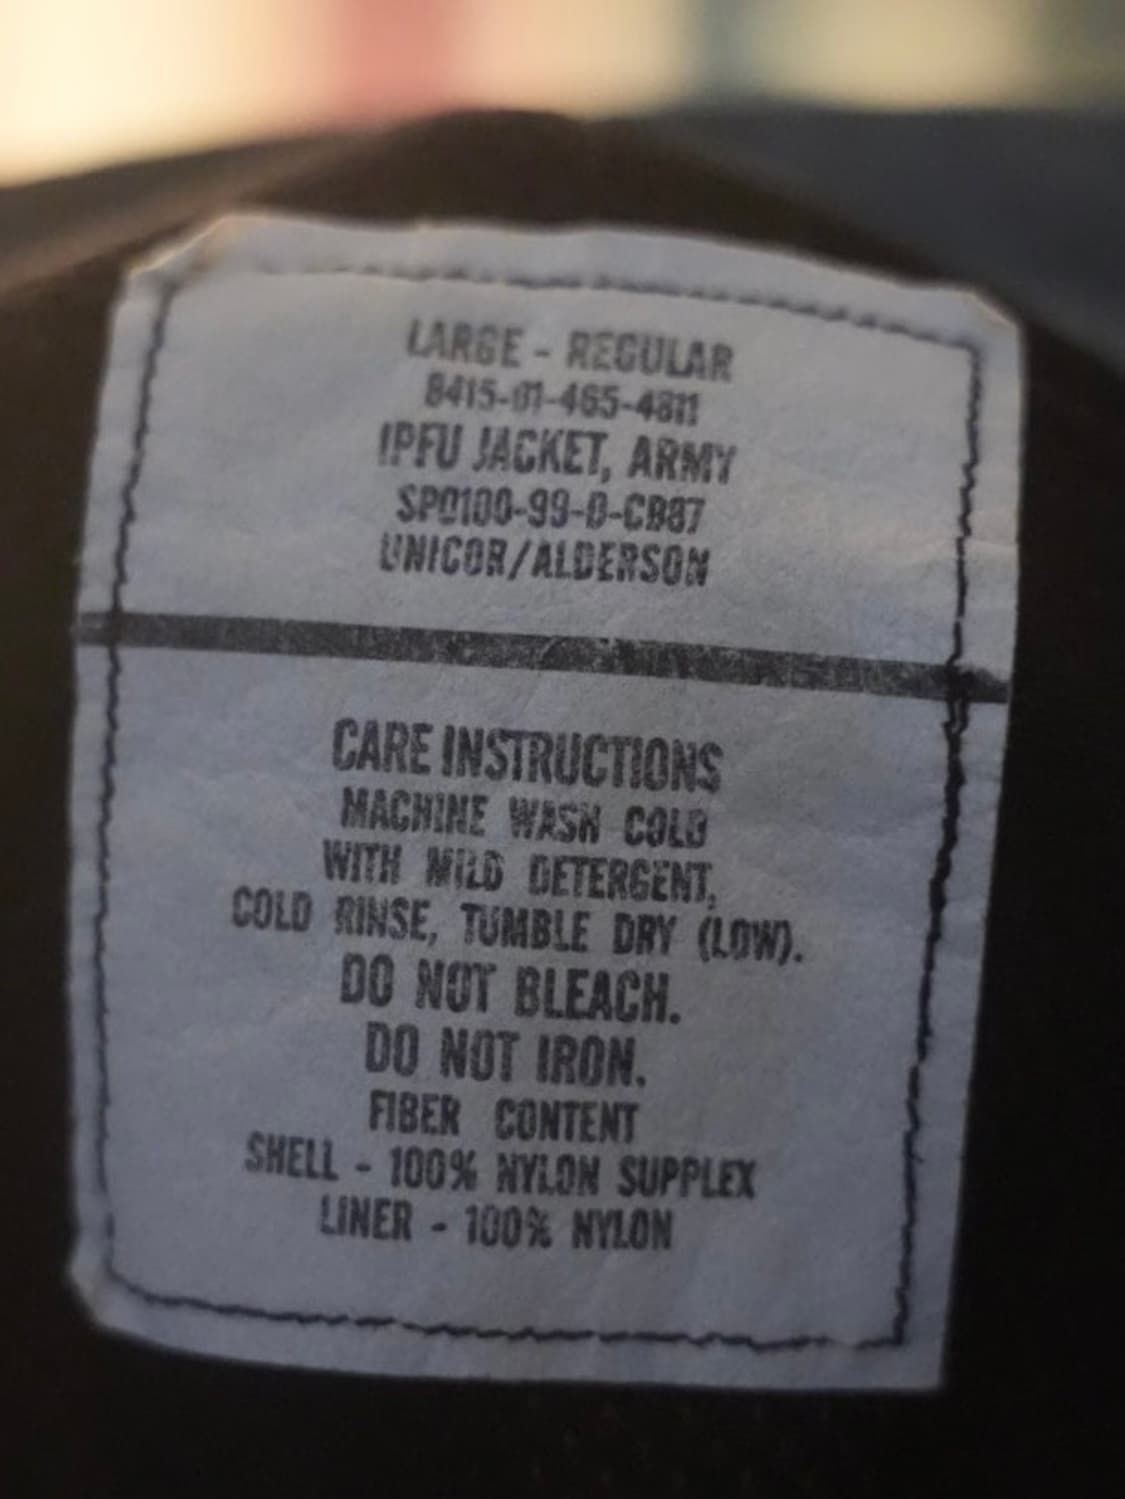 LARGE - REGULAR
8415-01-465-4811
IPFU JACKET, ARMY
SP0100-99-D-CB87
UNICOR/ALDERSON
CARE INSTRUCTIONS
MACHINE WASH COLD
WITH MILD DETERGENT,
COLD RINSE, TUMBLE DRY (LOW).
DO NOT BLEACH.
DO NOT IRON.
FIBER CONTENT
SHELL - 100% NYLON SUPPLEX
LINER - 100% NYLON